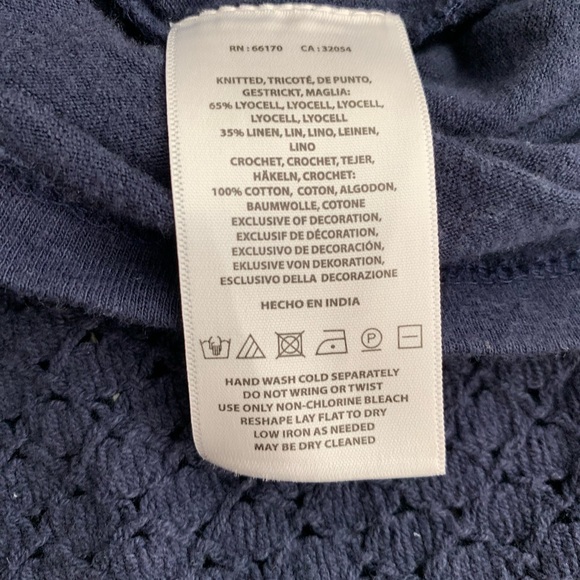 RN : 66170 CA : 32054
KNITTED, TRICOTÉ, DE PUNTO,
GESTRICKT, MAGLIA:
65% LYOCELL, LYOCELL, LYOCELL,
LYOCELL, LYOCELL
35% LINEN, LIN, LINO, LEINEN,
LINO
CROCHET, CROCHET, TEJER,
HÄKELN, CROCHET:
100% COTTON, COTON, ALGODON,
BAUMWOLLE, COTONE
EXCLUSIVE OF DECORATION,
EXCLUSIF DE DÉCORATION,
EXCLUSIVO DE DECORACIÓN,
EKLUSIVE VON DEKORATION,
ESCLUSIVO DELLA DECORAZIONE
HECHO EN INDIA
P
HAND WASH COLD SEPARATELY
DO NOT WRING OR TWIST
USE ONLY NON-CHLORINE BLEACH
RESHAPE LAY FLAT TO DRY
LOW IRON AS NEEDED
MAY BE DRY CLEANED